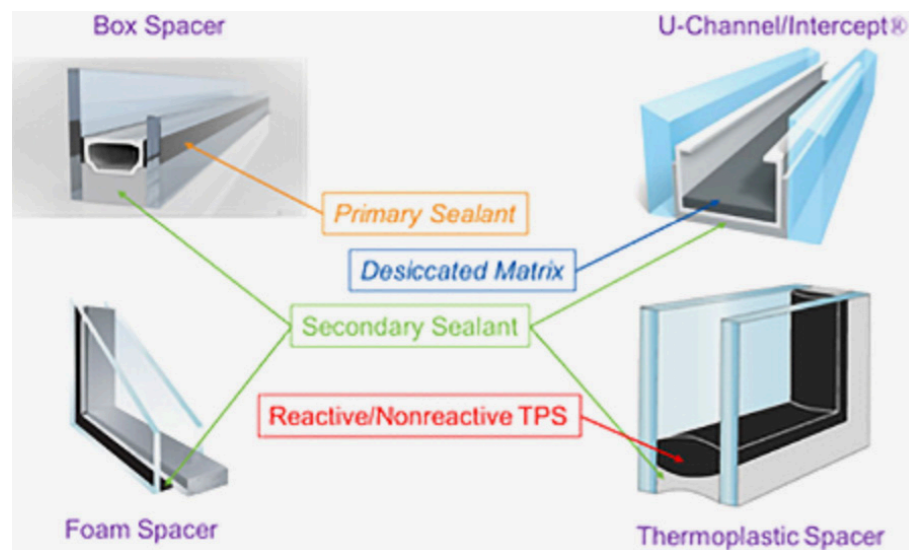 Box Spacer
U-Channel/Intercept®
Primary Sealant
Desiccated Matrix
Secondary Sealant
Reactive/Nonreactive TPS
Foam Spacer
Thermoplastic Spacer